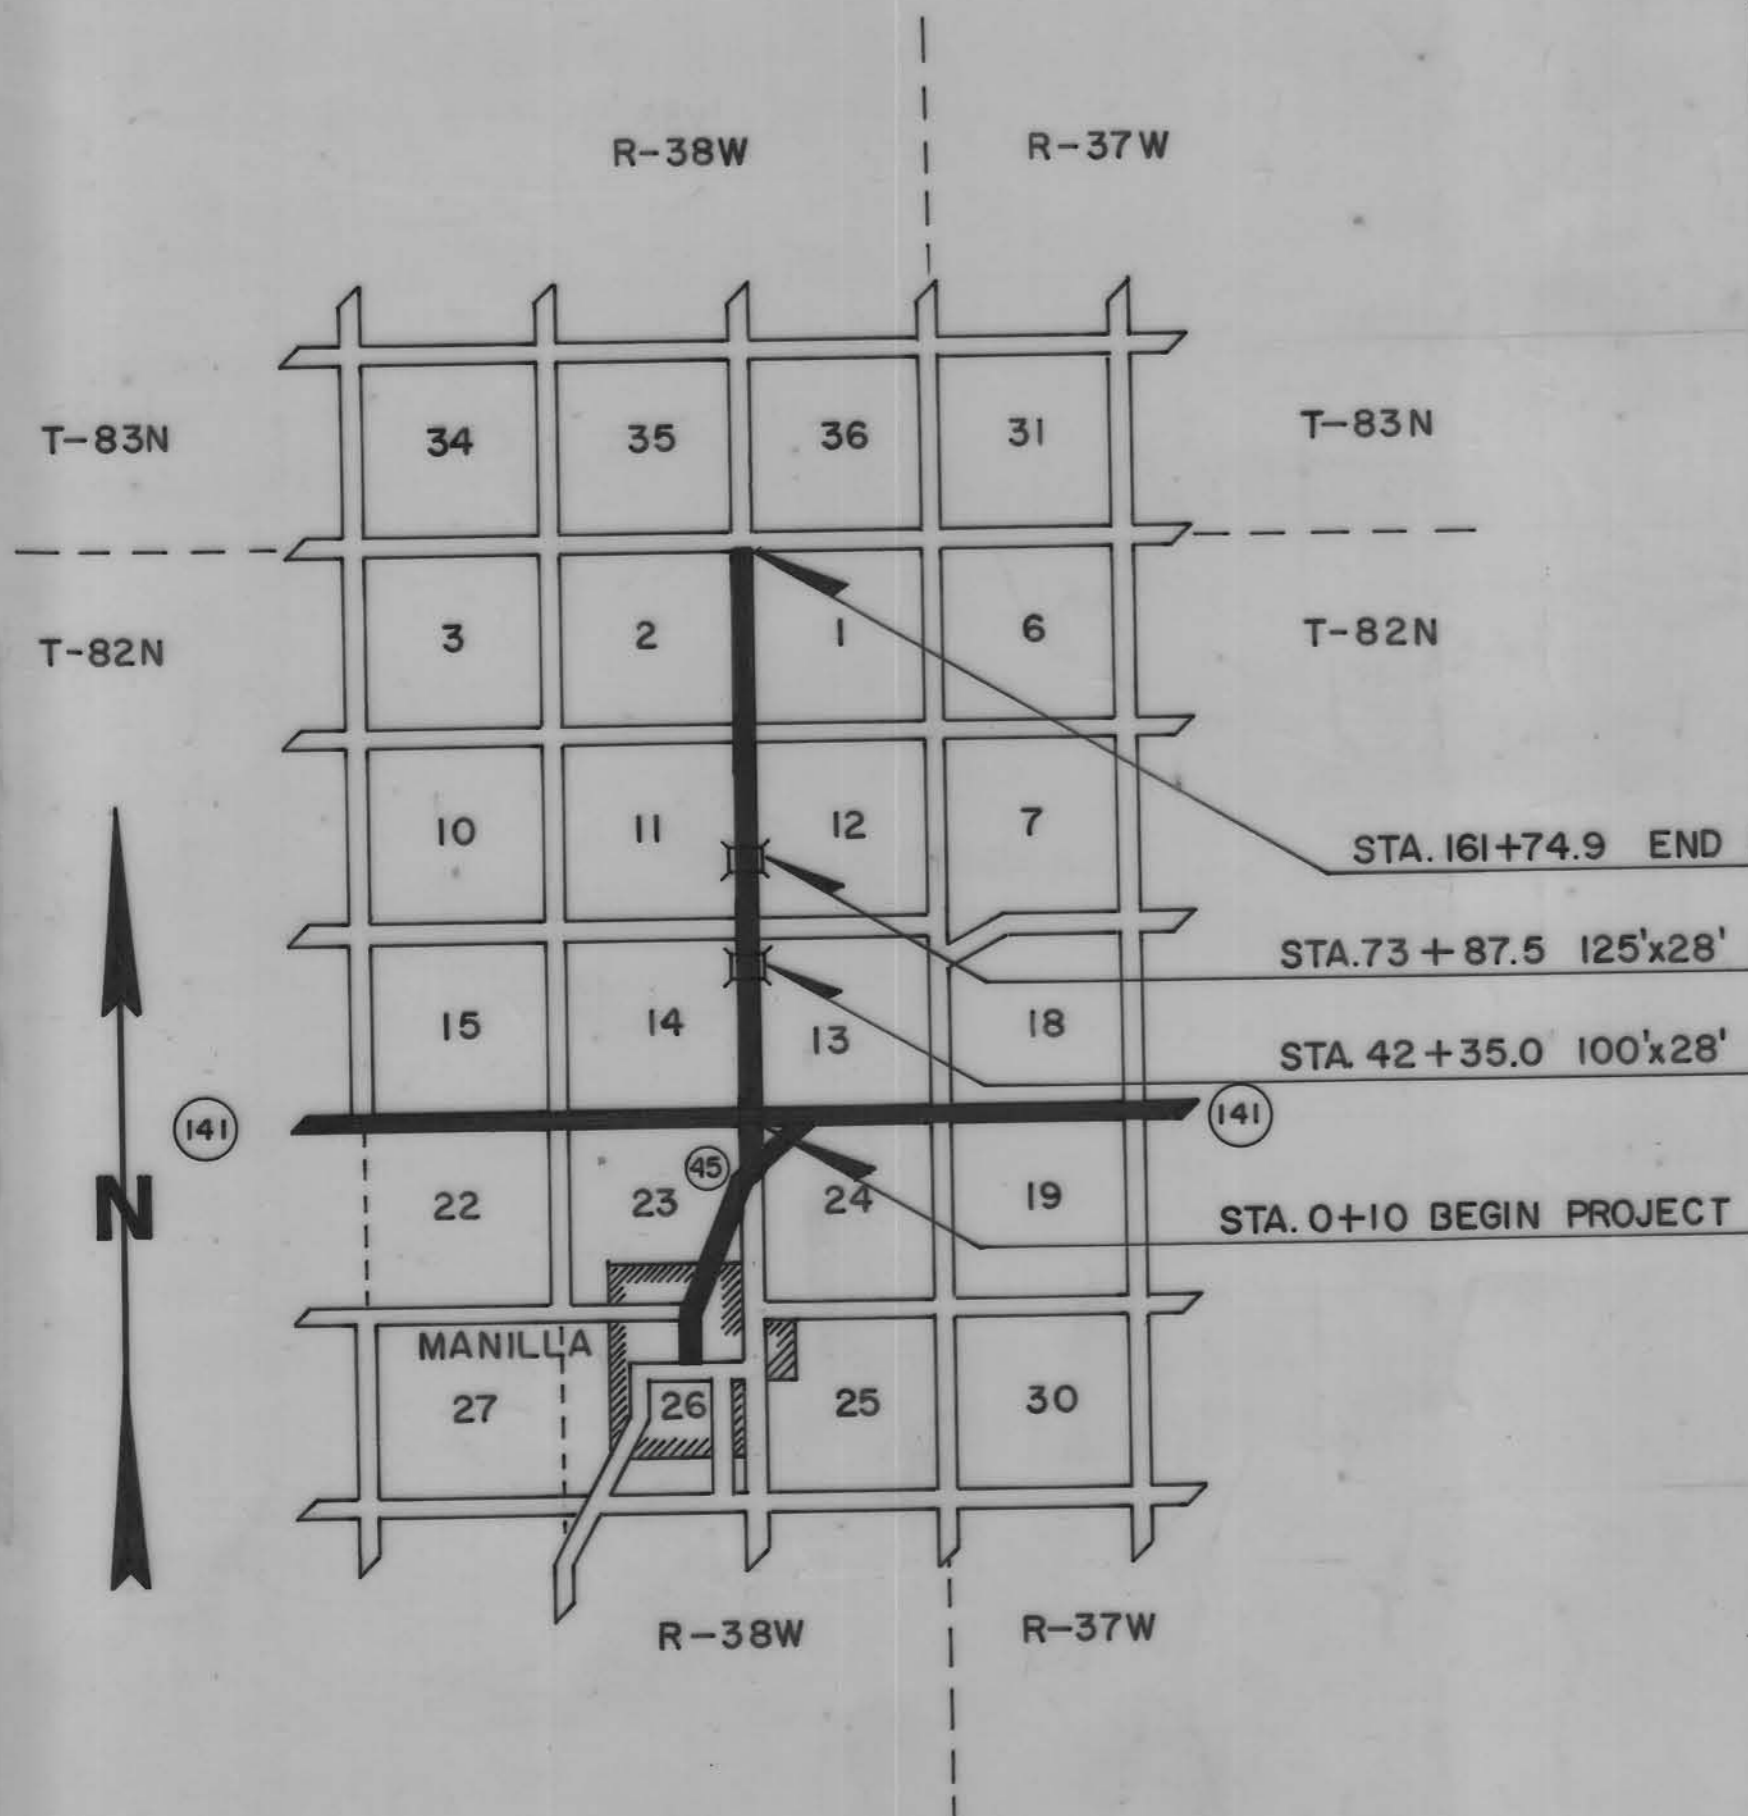 R-38W R-37W
T-83N 34 35 36 31 T-83N
T-82N 3 2 1 6 T-82N
10 11 12 7
STA. 161+74.9 END
STA.73+87.5 125'x28'
15 14 13 18
STA. 42+35.0 100'x28'
141 141
45
N 22 23 24 19
STA. 0+10 BEGIN PROJECT
MANILLA
27 26 25 30
R-38W R-37W